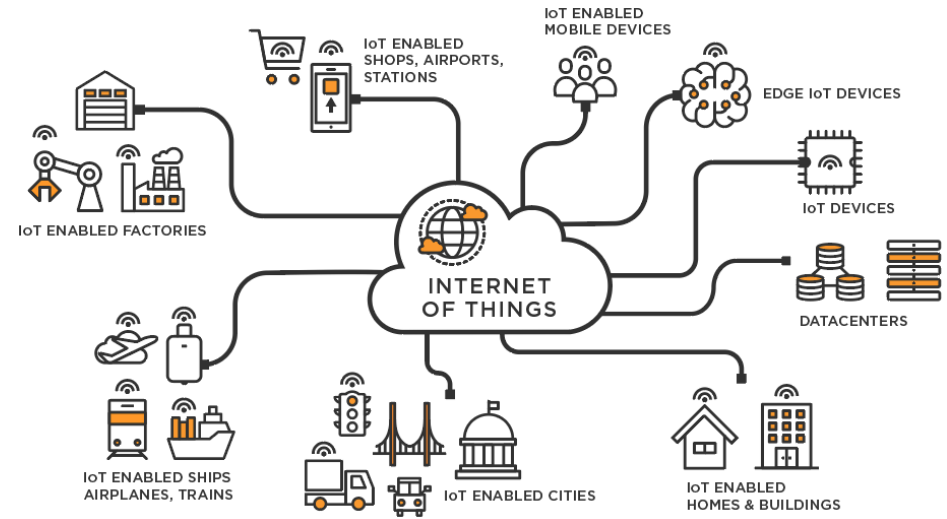 IoT ENABLED
MOBILE DEVICES
IoT ENABLED
SHOPS, AIRPORTS,
STATIONS
EDGE IoT DEVICES
IoT DEVICES
IoT ENABLED FACTORIES
INTERNET
OF THINGS
DATACENTERS
IoT ENABLED SHIPS
AIRPLANES, TRAINS
IoT ENABLED CITIES
IoT ENABLED
HOMES & BUILDINGS